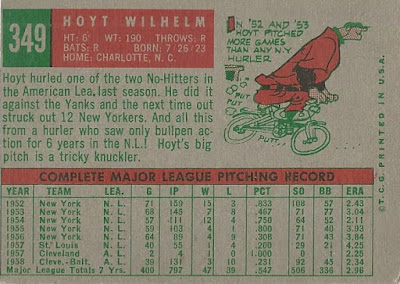 349
HOYT WILHELM
HT: 6' WT: 190 THROWS: R
BATS: R BORN: 7/26/23
HOME: CHARLOTTE, N. C.
Hoyt hurled one of the two No-Hitters in
the American Lea. last season. He did it
against the Yanks and the next time out
struck out 12 New Yorkers. And all this
from a hurler who saw only bullpen ac-
tion for 6 years in the N.L.! Hoyt's big
pitch is a tricky knuckler.
IN '52 AND '53
HOYT PITCHED
MORE GAMES
THAN ANY N.Y.
HURLER
PUTT
PUTT..
COMPLETE MAJOR LEAGUE PITCHING RECORD
YEAR TEAM LEA. G IP W L PCT SO BB ERA
1952 New York N. L. 71 159 15 3 .833 108 57 2.43
1953 New York N. L. 68 145 7 8 .467 71 77 3.04
1954 New York N. L. 57 111 12 4 .750 64 52
1955 New York N. L. 59 103 4 1 .800 71 40 3.93
1956 New York N. L. 64 89 4 9 .308 71 43
1957 St. Louis N. L. 40 55 1 4 .200 29 21 4.25
1957 Cleveland A. L. 2 4 1 0 1.000 0 1 2.25
1958 Cleve.-Balt. A. L. 39 131 3 10 .231 92 45 2.34
Major League Totals 7 Yrs. 400 797 47 39 .547 506 336 2.96
© T. C. G. PRINTED IN U.S.A.